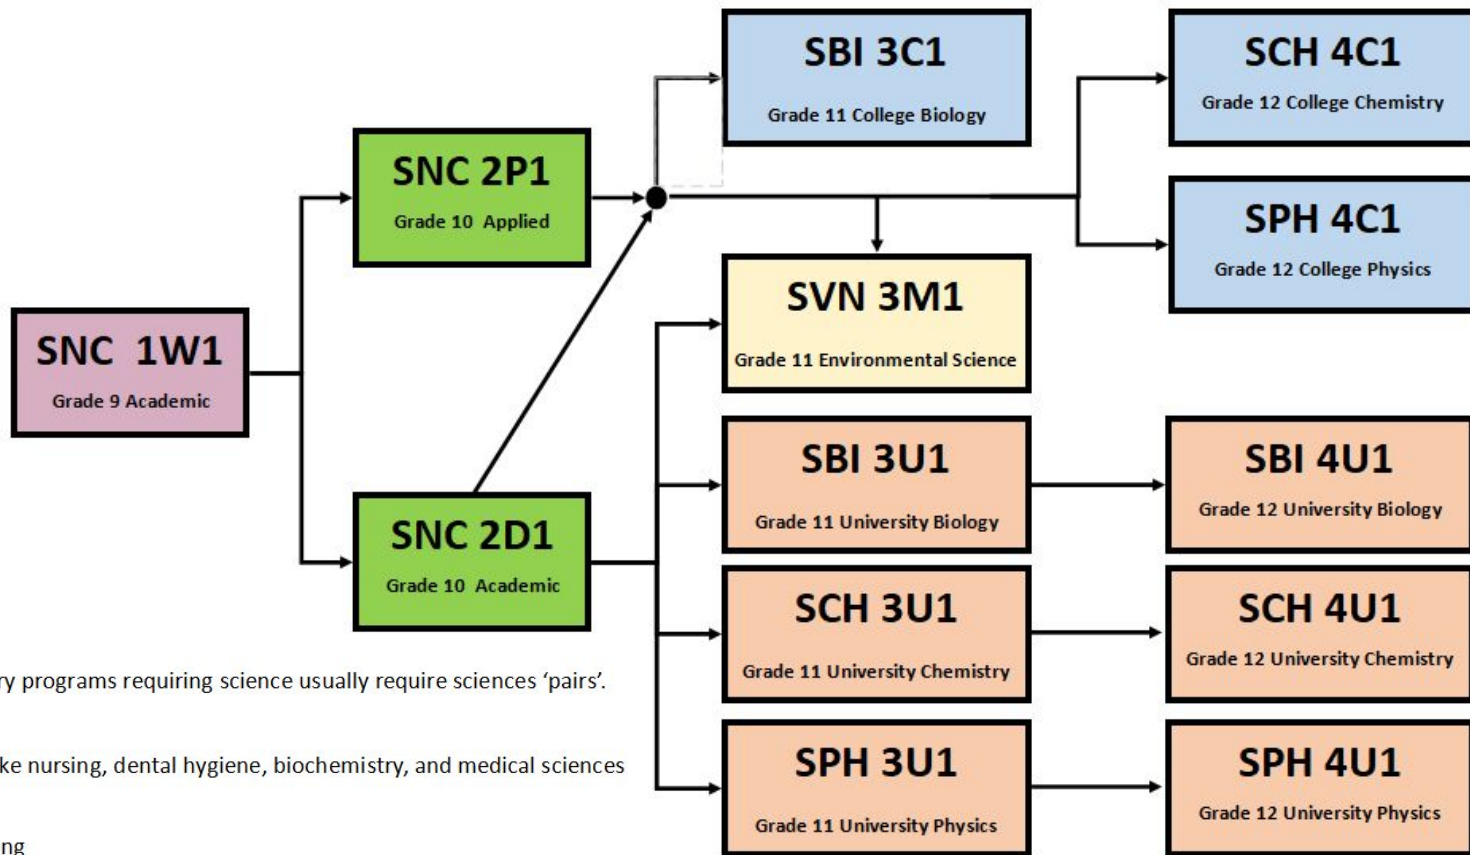 SBI 3C1
Grade 11 College Biology
SCH 4C1
Grade 12 College Chemistry
SNC 2P1
Grade 10 Applied
SPH 4C1
Grade 12 College Physics
SVN 3M1
Grade 11 Environmental Science
SNC 1W1
Grade 9 Academic
SBI 3U1
Grade 11 University Biology
SBI 4U1
Grade 12 University Biology
SNC 2D1
Grade 10 Academic
SCH 3U1
Grade 11 University Chemistry
SCH 4U1
Grade 12 University Chemistry
ry programs requiring science usually require sciences ‘pairs’.
ke nursing, dental hygiene, biochemistry, and medical sciences
SPH 3U1
Grade 11 University Physics
SPH 4U1
Grade 12 University Physics
ng